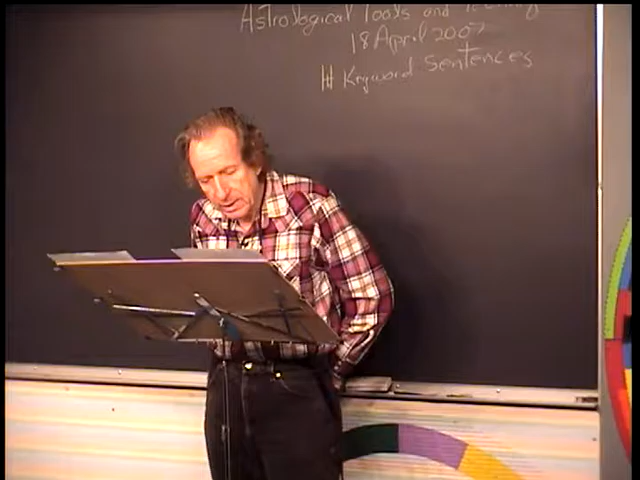 Astrological Tools and
18 April 2007
# Keyword Sentences